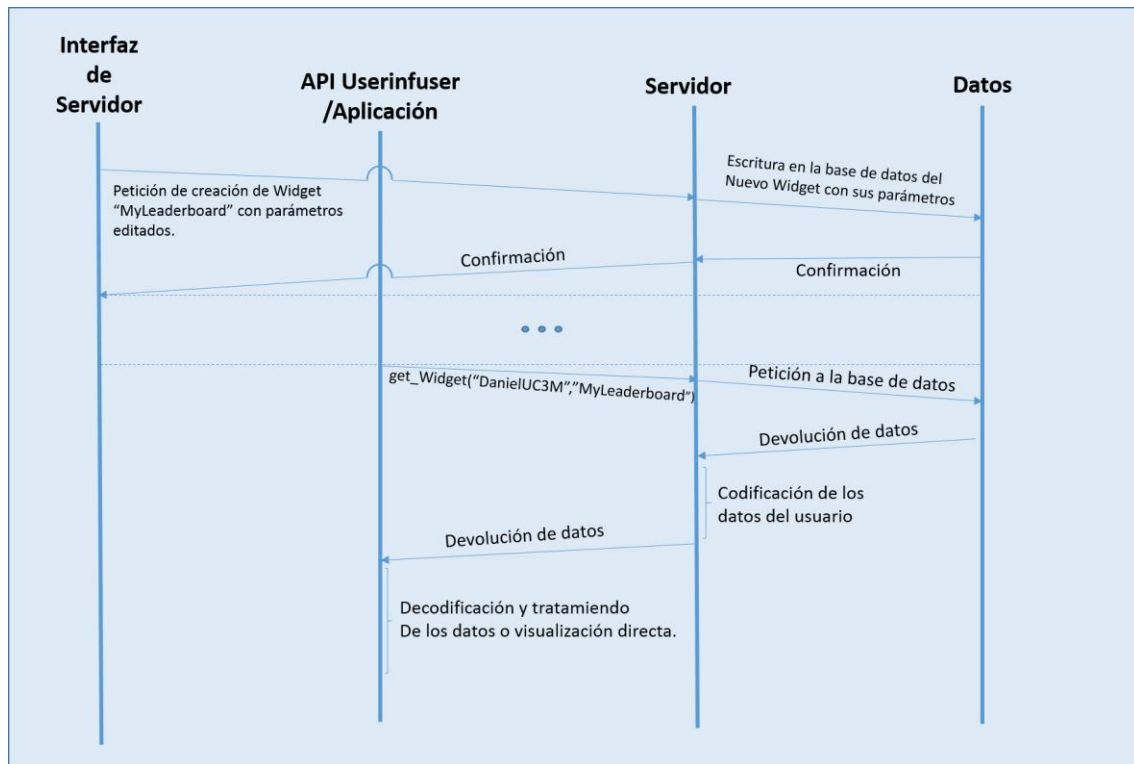 Interfaz
de
Servidor
API Userinfuser
/Aplicación
Servidor
Datos
Escritura en la base de datos del
Nuevo Widget con sus parámetros
Petición de creación de Widget
“MyLeaderboard” con parámetros
editados.
Confirmación
Confirmación
get_Widget(“DanielUC3M”,”MyLeaderboard”)
Petición a la base de datos
Devolución de datos
Codificación de los
datos del usuario
Devolución de datos
Decodificación y tratamiendo
De los datos o visualización directa.